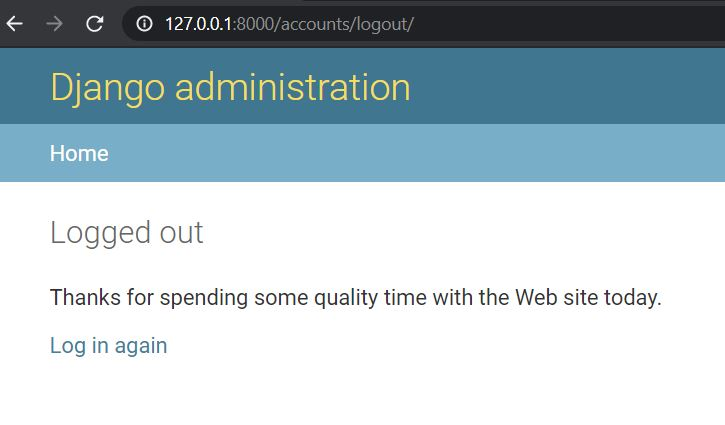 127.0.0.1:8000/accounts/logout/
Django administration
Home
Logged out
Thanks for spending some quality time with the Web site today.
Log in again